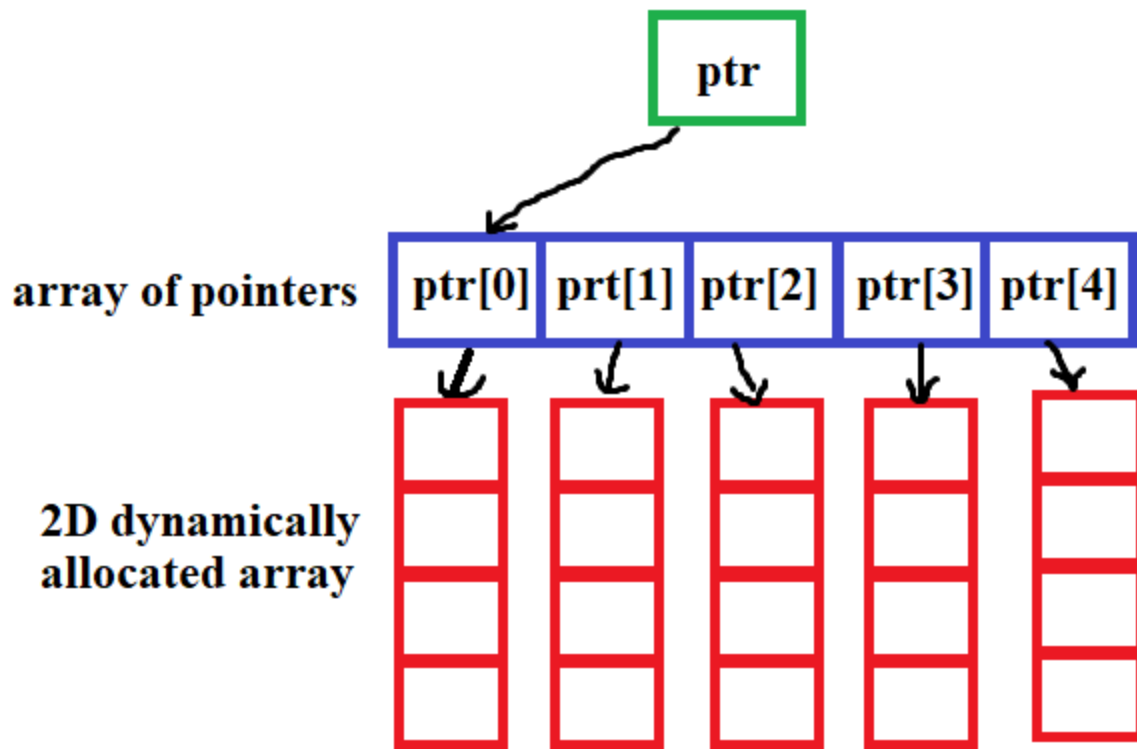 ptr
array of pointers
ptr[0] prt[1] ptr[2] ptr[3] ptr[4]
2D dynamically
allocated array